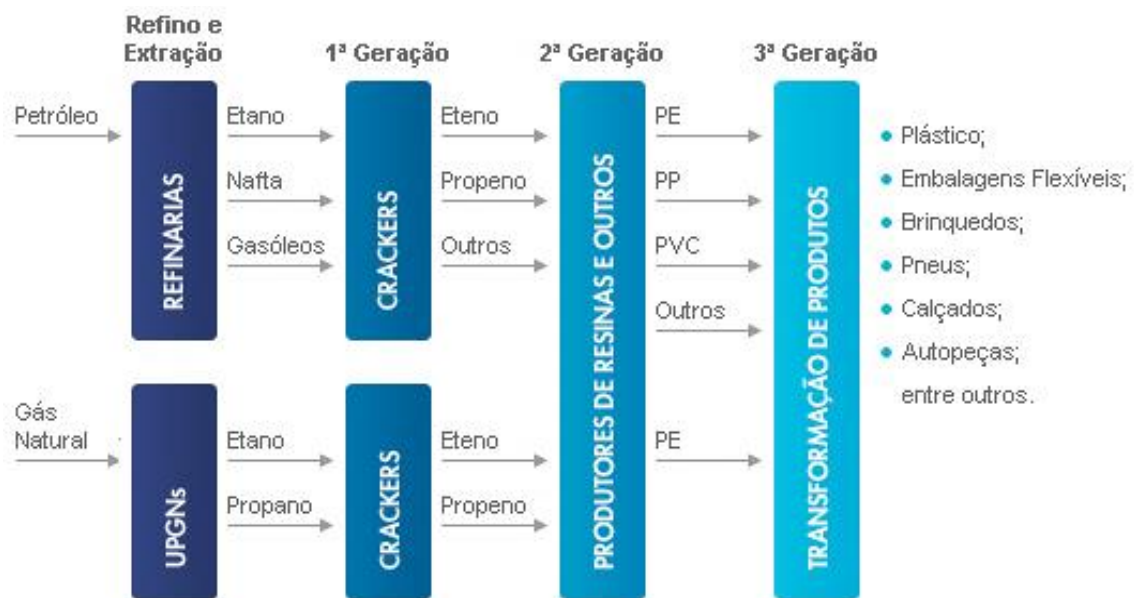 Refino e
Extração
1ª Geração
2ª Geração
3ª Geração
Petróleo
REFINARIAS
Etano
Nafta
Gasóleos
CRACKERS
Eteno
Propeno
Outros
PRODUTORES DE RESINAS E OUTROS
PE
PP
PVC
Outros
TRANSFORMAÇÃO DE PRODUTOS
• Plástico;
• Embalagens Flexíveis;
• Brinquedos;
• Pneus;
• Calçados;
• Autopeças;
entre outros.
Gás
Natural
UPGNs
Etano
Propano
CRACKERS
Eteno
Propeno
PE